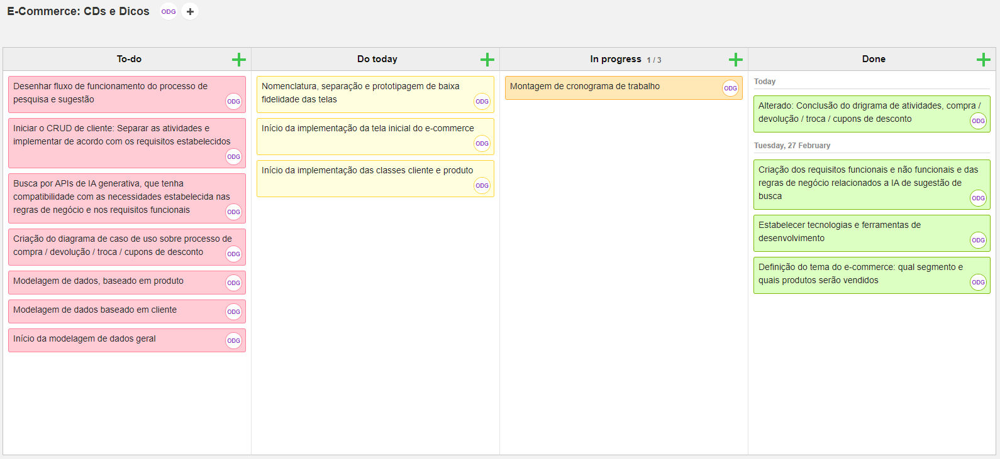 E-Commerce: CDs e Dicos ODG
To-do
Desenhar fluxo de funcionamento do processo de
pesquisa e sugestão
ODG
Iniciar o CRUD de cliente: Separar as atividades e
implementar de acordo com os requisitos estabelecidos
ODG
Busca por APIs de IA generativa, que tenha
compatibilidade com as necessidades estabelecida nas
regras de negócio e nos requisitos funcionais
ODG
Criação do diagrama de caso de uso sobre processo de
compra / devolução / troca / cupons de desconto
ODG
Modelagem de dados, baseado em produto
ODG
Modelagem de dados baseado em cliente
ODG
Início da modelagem de dados geral
ODG
Do today
Nomenclatura, separação e prototipagem de baixa
fidelidade das telas
ODG
Início da implementação da tela inicial do e-commerce
ODG
Início da implementação das classes cliente e produto
ODG
In progress 1 / 3
Montagem de cronograma de trabalho
ODG
Done
Today
Alterado: Conclusão do drigrama de atividades, compra /
devolução / troca / cupons de desconto
ODG
Tuesday, 27 February
Criação dos requisitos funcionais e não funcionais e das
regras de negócio relacionados a IA de sugestão de
busca
ODG
Estabelecer tecnologias e ferramentas de
desenvolvimento
ODG
Definição do tema do e-commerce: qual segmento e
quais produtos serão vendidos
ODG